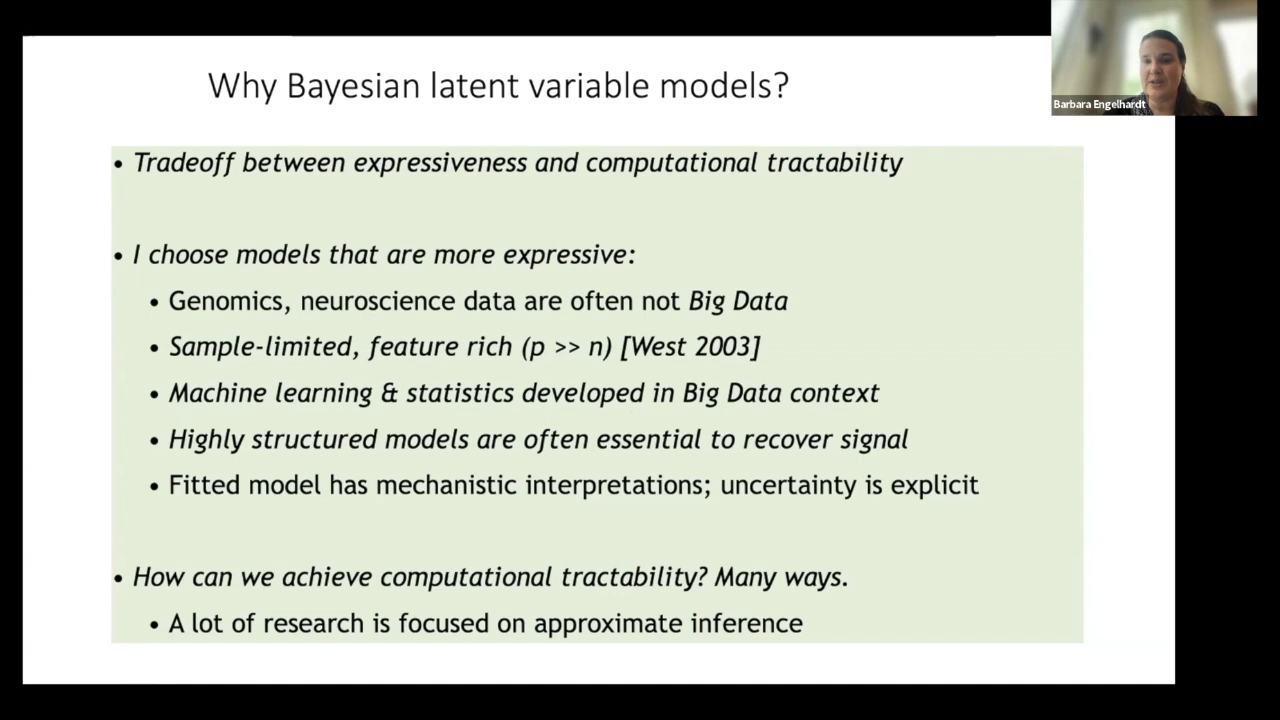 Why Bayesian latent variable models?
Barbara Engelhardt
• Tradeoff between expressiveness and computational tractability
• I choose models that are more expressive:
• Genomics, neuroscience data are often not Big Data
• Sample-limited, feature rich (p >> n) [West 2003]
• Machine learning & statistics developed in Big Data context
• Highly structured models are often essential to recover signal
• Fitted model has mechanistic interpretations; uncertainty is explicit
• How can we achieve computational tractability? Many ways.
• A lot of research is focused on approximate inference